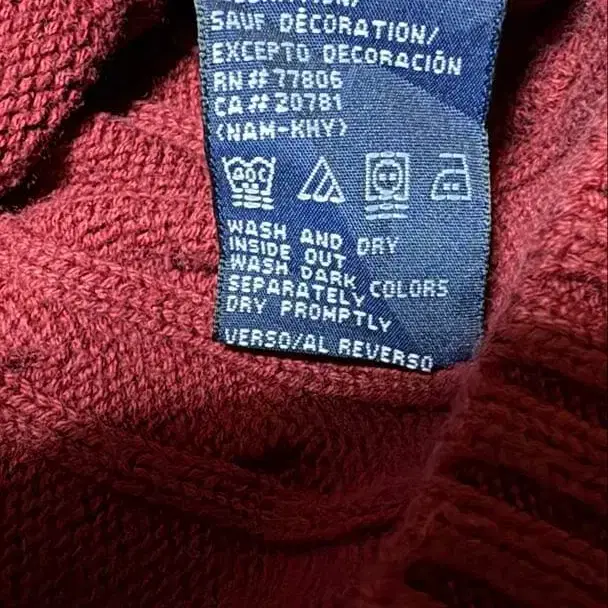 SAUF DÉCORATION/
EXCEPTO DECORACIÓN
RN # 77806
CA # 20781
(NAM-KHY)
WASH AND DRY
INSIDE OUT
WASH DARK COLORS
SEPARATELY
DRY PROMPTLY
VERSO/AL REVERSO